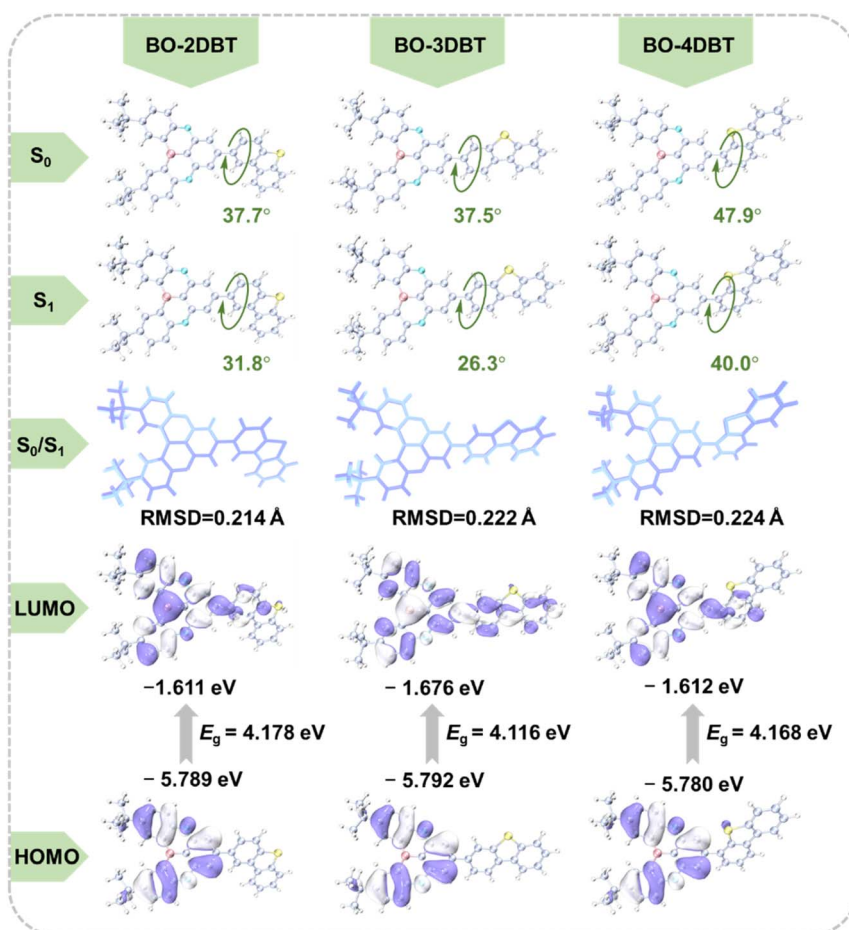 BO-2DBT BO-3DBT BO-4DBT
S₀
37.7° 37.5° 47.9°
S₁
31.8° 26.3° 40.0°
S₀/S₁
RMSD=0.214 Å RMSD=0.222 Å RMSD=0.224 Å
LUMO
−1.611 eV − 1.676 eV − 1.612 eV
E_g = 4.178 eV E_g = 4.116 eV E_g = 4.168 eV
− 5.789 eV − 5.792 eV − 5.780 eV
HOMO